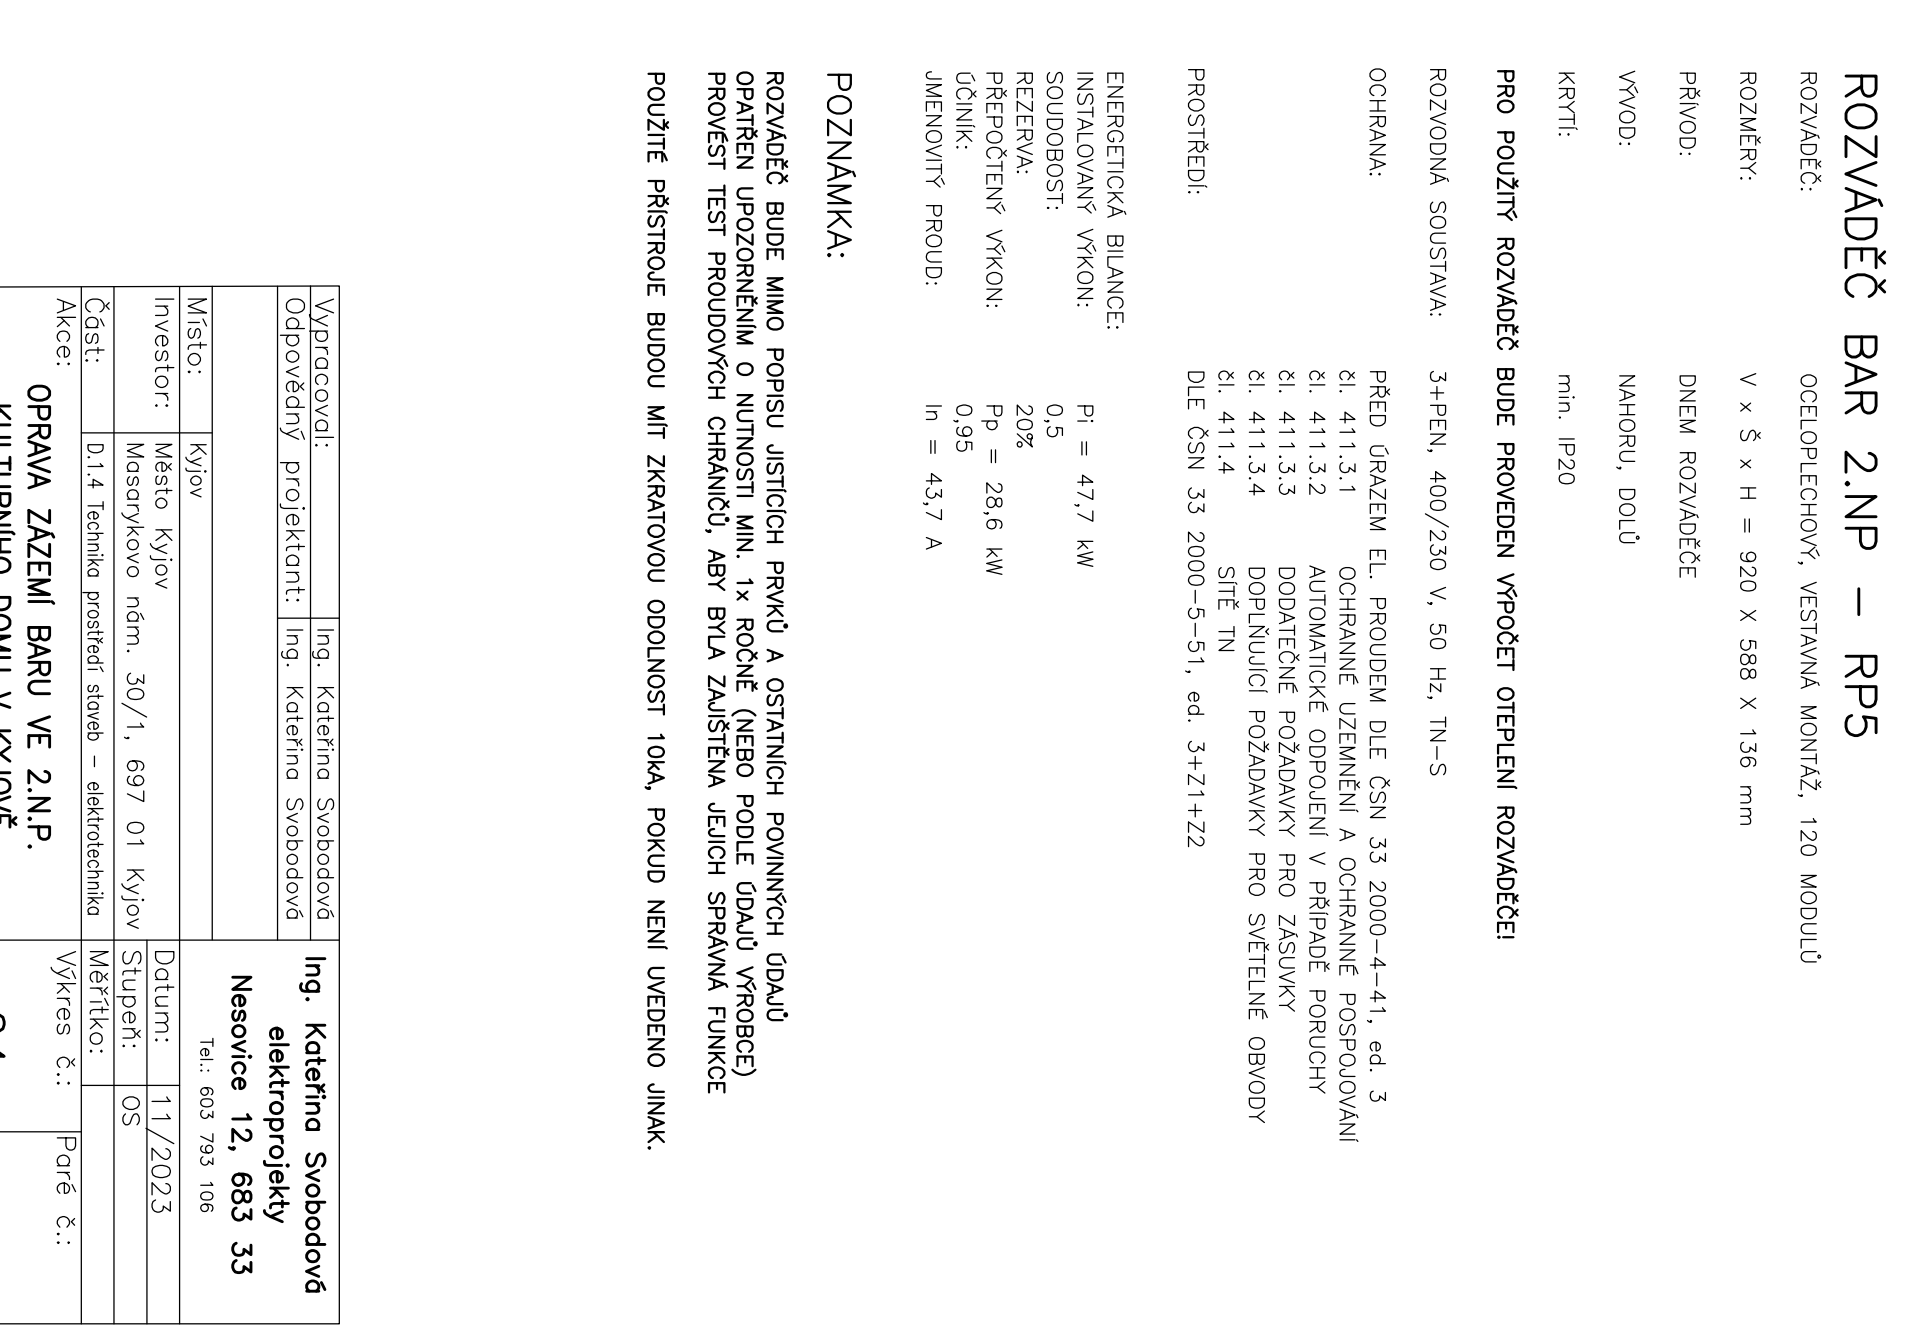 ROZVÁDĚČ BAR 2.NP – RP5
ROZVÁDĚČ: OCELOPLECHOVÝ, VESTAVNÁ MONTÁŽ, 120 MODULŮ
ROZMĚRY: V x Š x H = 920 X 588 X 136 mm
PŘÍVOD: DNEM ROZVÁDĚČE
VÝVOD: NAHORU, DOLŮ
KRYTÍ: min. IP20
PRO POUŽITÝ ROZVÁDĚČ BUDE PROVEDEN VÝPOČET OTEPLENÍ ROZVÁDĚČE!
ROZVODNÁ SOUSTAVA: 3+PEN, 400/230 V, 50 Hz, TN-S
OCHRANA: PŘED ÚRAZEM EL. PROUDEM DLE ČSN 33 2000-4-41, ed. 3
čl. 411.3.1 OCHRANNÉ UZEMNĚNÍ A OCHRANNÉ POSPOJOVÁNÍ
čl. 411.3.2 AUTOMATICKÉ ODPOJENÍ V PŘÍPADĚ PORUCHY
čl. 411.3.3 DODATEČNÉ POŽADAVKY PRO ZÁSUVKY
čl. 411.3.4 DOPLŇUJÍCÍ POŽADAVKY PRO SVĚTELNÉ OBVODY
čl. 411.4 SÍTĚ TN
PROSTŘEDÍ: DLE ČSN 33 2000-5-51, ed. 3+Z1+Z2
ENERGETICKÁ BILANCE:
INSTALOVANÝ VÝKON: Pi = 47,7 kW
SOUDOBOST: 0,5
REZERVA: 20%
PŘEPOČTENÝ VÝKON: Pp = 28,6 kW
ÚČINÍK: 0,95
JMENOVITÝ PROUD: In = 43,7 A
POZNÁMKA:
ROZVÁDĚČ BUDE MIMO POPISU JISTÍCÍCH PRVKŮ A OSTATNÍCH POVINNÝCH ÚDAJŮ
OPATŘEN UPOZORNĚNÍM O NUTNOSTI MIN. 1x ROČNĚ (NEBO PODLE ÚDAJŮ VÝROBCE)
PROVÉST TEST PROUDOVÝCH CHRÁNIČŮ, ABY BYLA ZAJIŠTĚNA JEJICH SPRÁVNÁ FUNKCE
POUŽITÉ PŘÍSTROJE BUDOU MÍT ZKRATOVOU ODOLNOST 10kA, POKUD NENÍ UVEDENO JINAK.
Vypracoval: Ing. Kateřina Svobodová
Odpovědný projektant: Ing. Kateřina Svobodová
Ing. Kateřina Svobodová
elektroprojekty
Nesovice 12, 683 33
Tel.: 603 793 106
Místo: Kyjov
Investor: Město Kyjov
Masarykovo nám. 30/1, 697 01 Kyjov
Část: D.1.4 Technika prostředí staveb – elektrotechnika
Datum: 11/2023
Stupeň: OS
Měřítko:
Akce: OPRAVA ZÁZEMÍ BARU VE 2.N.P.
KULTURNÍHO DOMU V KYJOVĚ
Výkres č.: Paré č.: